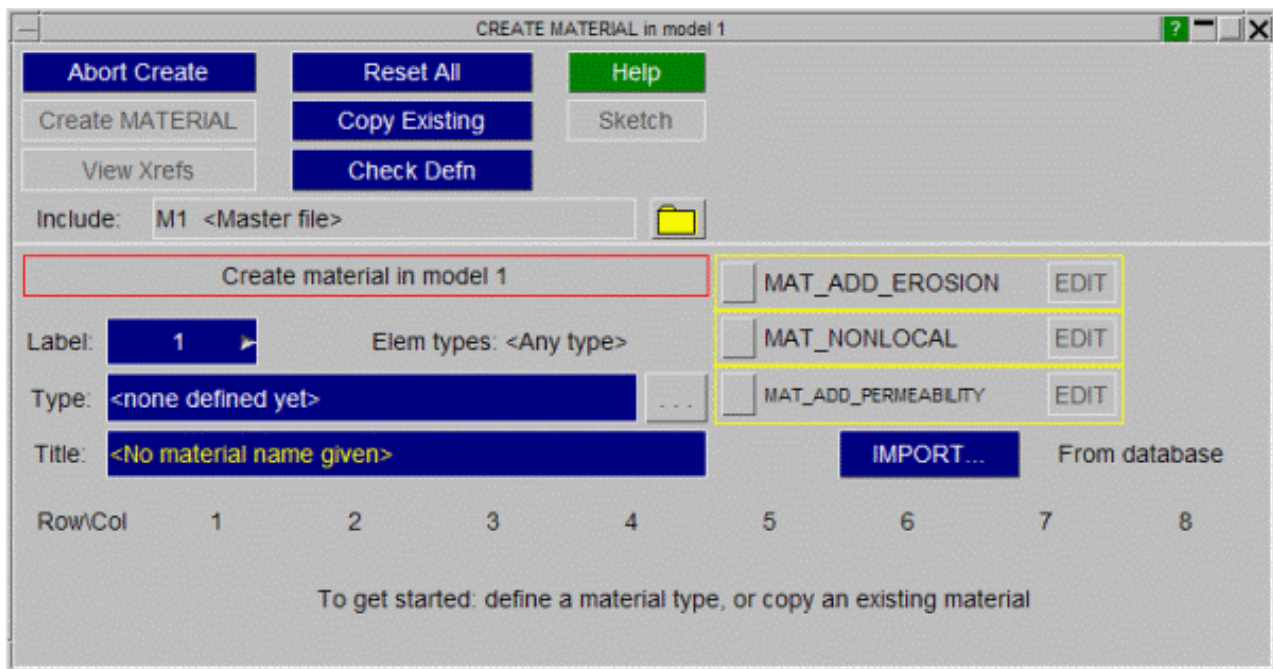 CREATE MATERIAL in model 1 ?
Abort Create Reset All Help
Create MATERIAL Copy Existing Sketch
View Xrefs Check Defn
Include: M1 <Master file>
Create material in model 1 MAT_ADD_EROSION EDIT
Label: 1 Elem types: <Any type> MAT_NONLOCAL EDIT
Type: <none defined yet> ... MAT_ADD_PERMEABILITY EDIT
Title: <No material name given> IMPORT... From database
Row\Col 1 2 3 4 5 6 7 8
To get started: define a material type, or copy an existing material